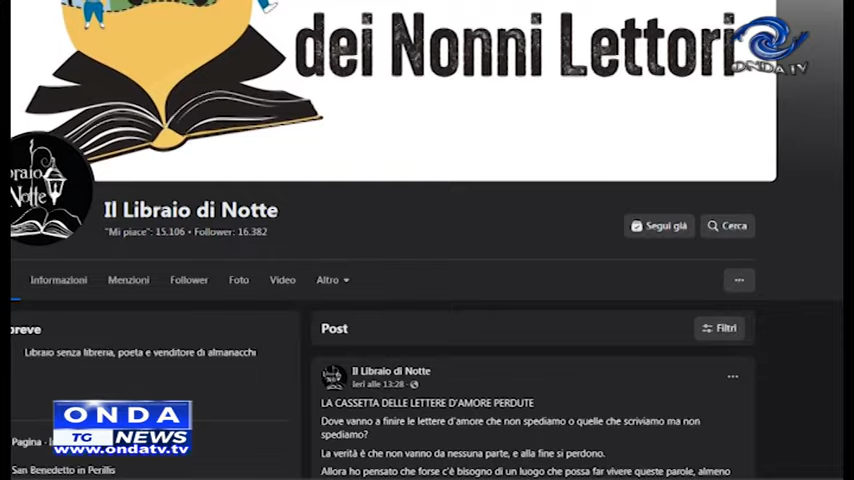 dei Nonni Lettori
ONDA TV
braio
Notte
Il Libraio di Notte
"Mi piace": 15.106 • Follower: 16.382
Segui già
Cerca
Informazioni
Menzioni
Follower
Foto
Video
Altro
breve
Post
Filtri
Libraio senza libreria, poeta e venditore di almanacchi
Il Libraio di Notte
Ieri alle 13:28
LA CASSETTA DELLE LETTERE D'AMORE PERDUTE
Dove vanno a finire le lettere d'amore che non spediamo o quelle che scriviamo ma non
spediamo?
La verità è che non vanno da nessuna parte, e alla fine si perdono.
Allora ho pensato che forse c'è bisogno di un luogo che possa far vivere queste parole, almeno
ONDA
TG NEWS
www.ondatv.tv
Pagina
San Benedetto in Perillis